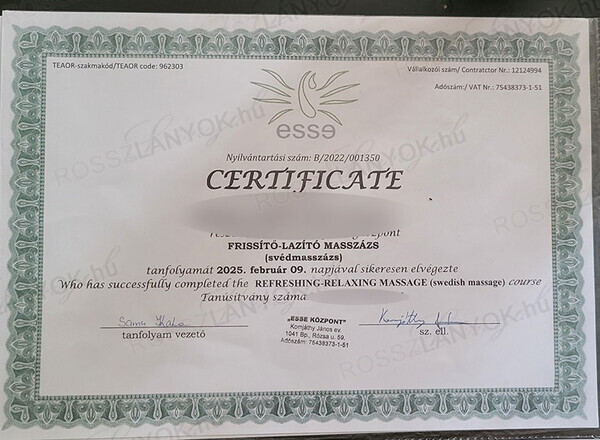 TEAOR-szakmakód/TEAOR code: 962303
Vállalkozói szám/ Contratctor Nr.: 12124994
Adószám:/ VAT Nr.: 75438373-1-51
esse
Nyilvántartási szám: B/2022/001350
CERTIFICATE
FRISSÍTŐ-LAZÍTÓ MASSZÁZS
(svédmasszázs)
tanfolyamát 2025. február 09. napjával sikeresen elvégezte
Who has successfully completed the REFRESHING-RELAXING MASSAGE (swedish massage) course
Tanúsítvány száma
tanfolyam vezető
„ESSE KÖZPONT"
Komjáthy János ev.
1041 Bp., Rózsa u. 59.
Adószám: 75438373-1-51
sz. ell.
ROSSZLANYOK.hu